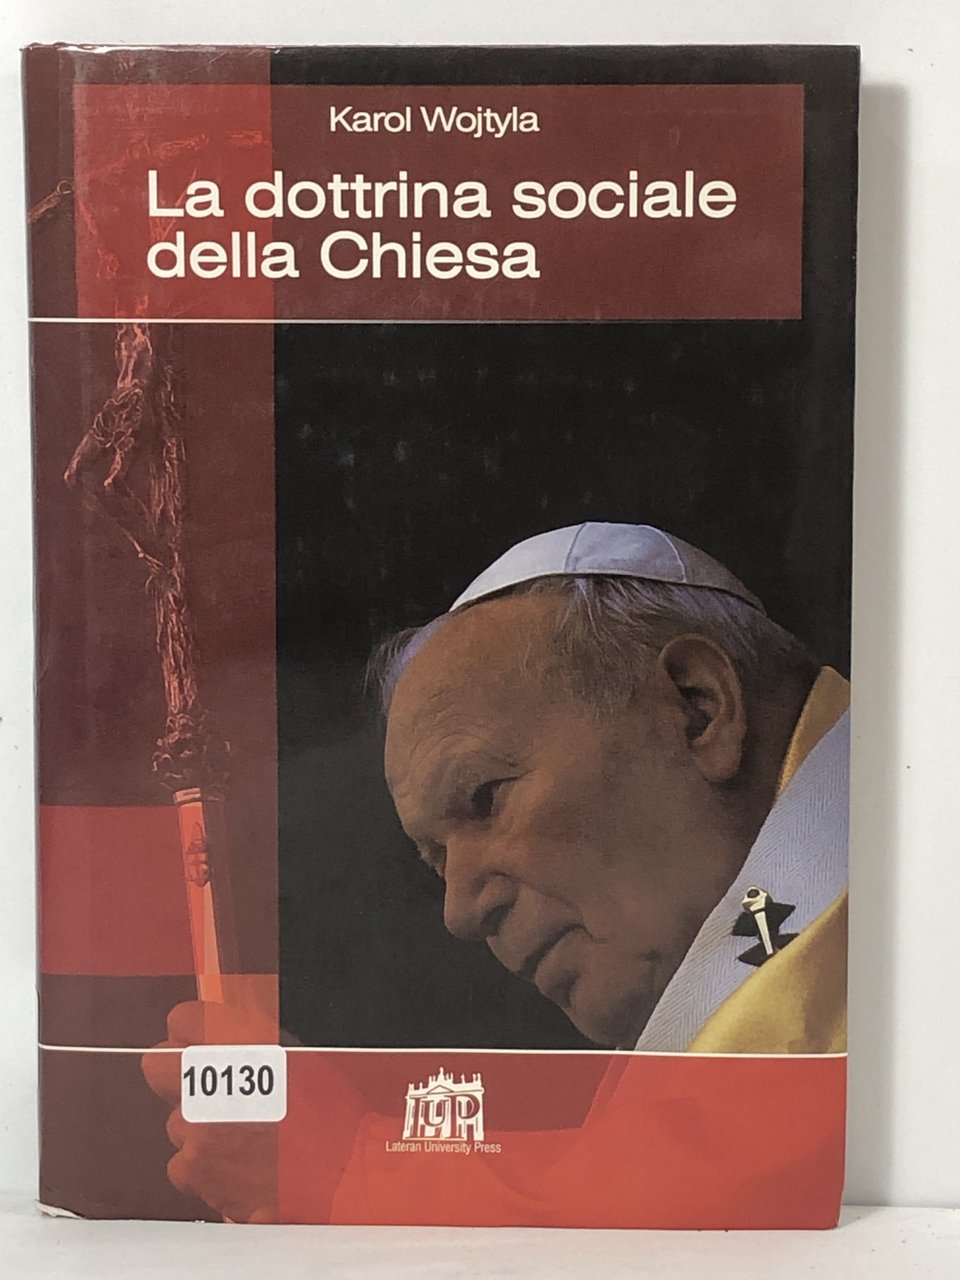 Karol Wojtyla
La dottrina sociale
della Chiesa
10130
LUP
Lateran University Press